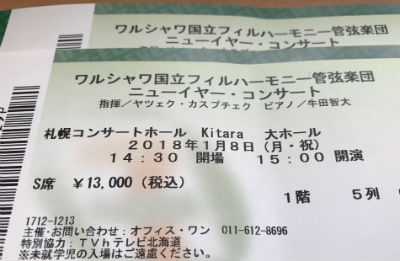 ワルシャワ国立フィルハーモニー管弦楽団
ニューイヤー・コンサート
ワルシャワ国立フィルハーモニー管弦楽団
ニューイヤー・コンサート
指揮／ヤツェク・カスプチェク ピアノ／牛田智大
札幌コンサートホール Kitara 大ホール
2018年1月8日(月・祝)
14:30 開場 15:00 開演
S席 ￥13,000(税込)
1階 5列
1712-1213
主催・お問い合わせ：オフィス・ワン 011-612-8696
特別協力：TVhテレビ北海道
※未就学児の入場はご遠慮ください。